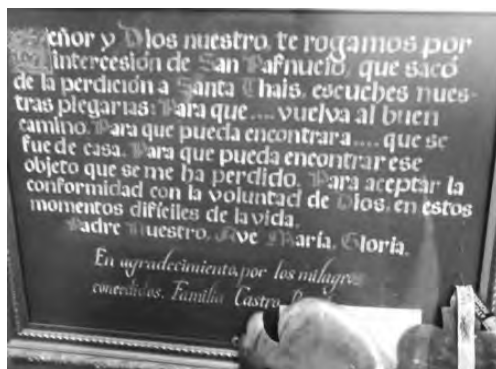 Señor y Dios nuestro, te rogamos por
intercesión de San Pafnucio, que sacó
de la perdición a Santa Thais, escuches nues-
tras plegarias: Para que.... vuelva al buen
camino. Para que pueda encontrara.... que se
fue de casa. Para que pueda encontrar ese
objeto que se me ha perdido. Para aceptar la
conformidad con la voluntad de Dios, en estos
momentos difíciles de la vida.
Padre Nuestro, Ave María, Gloria.
En agradecimiento, por los milagros
concedidos. Familia Castro